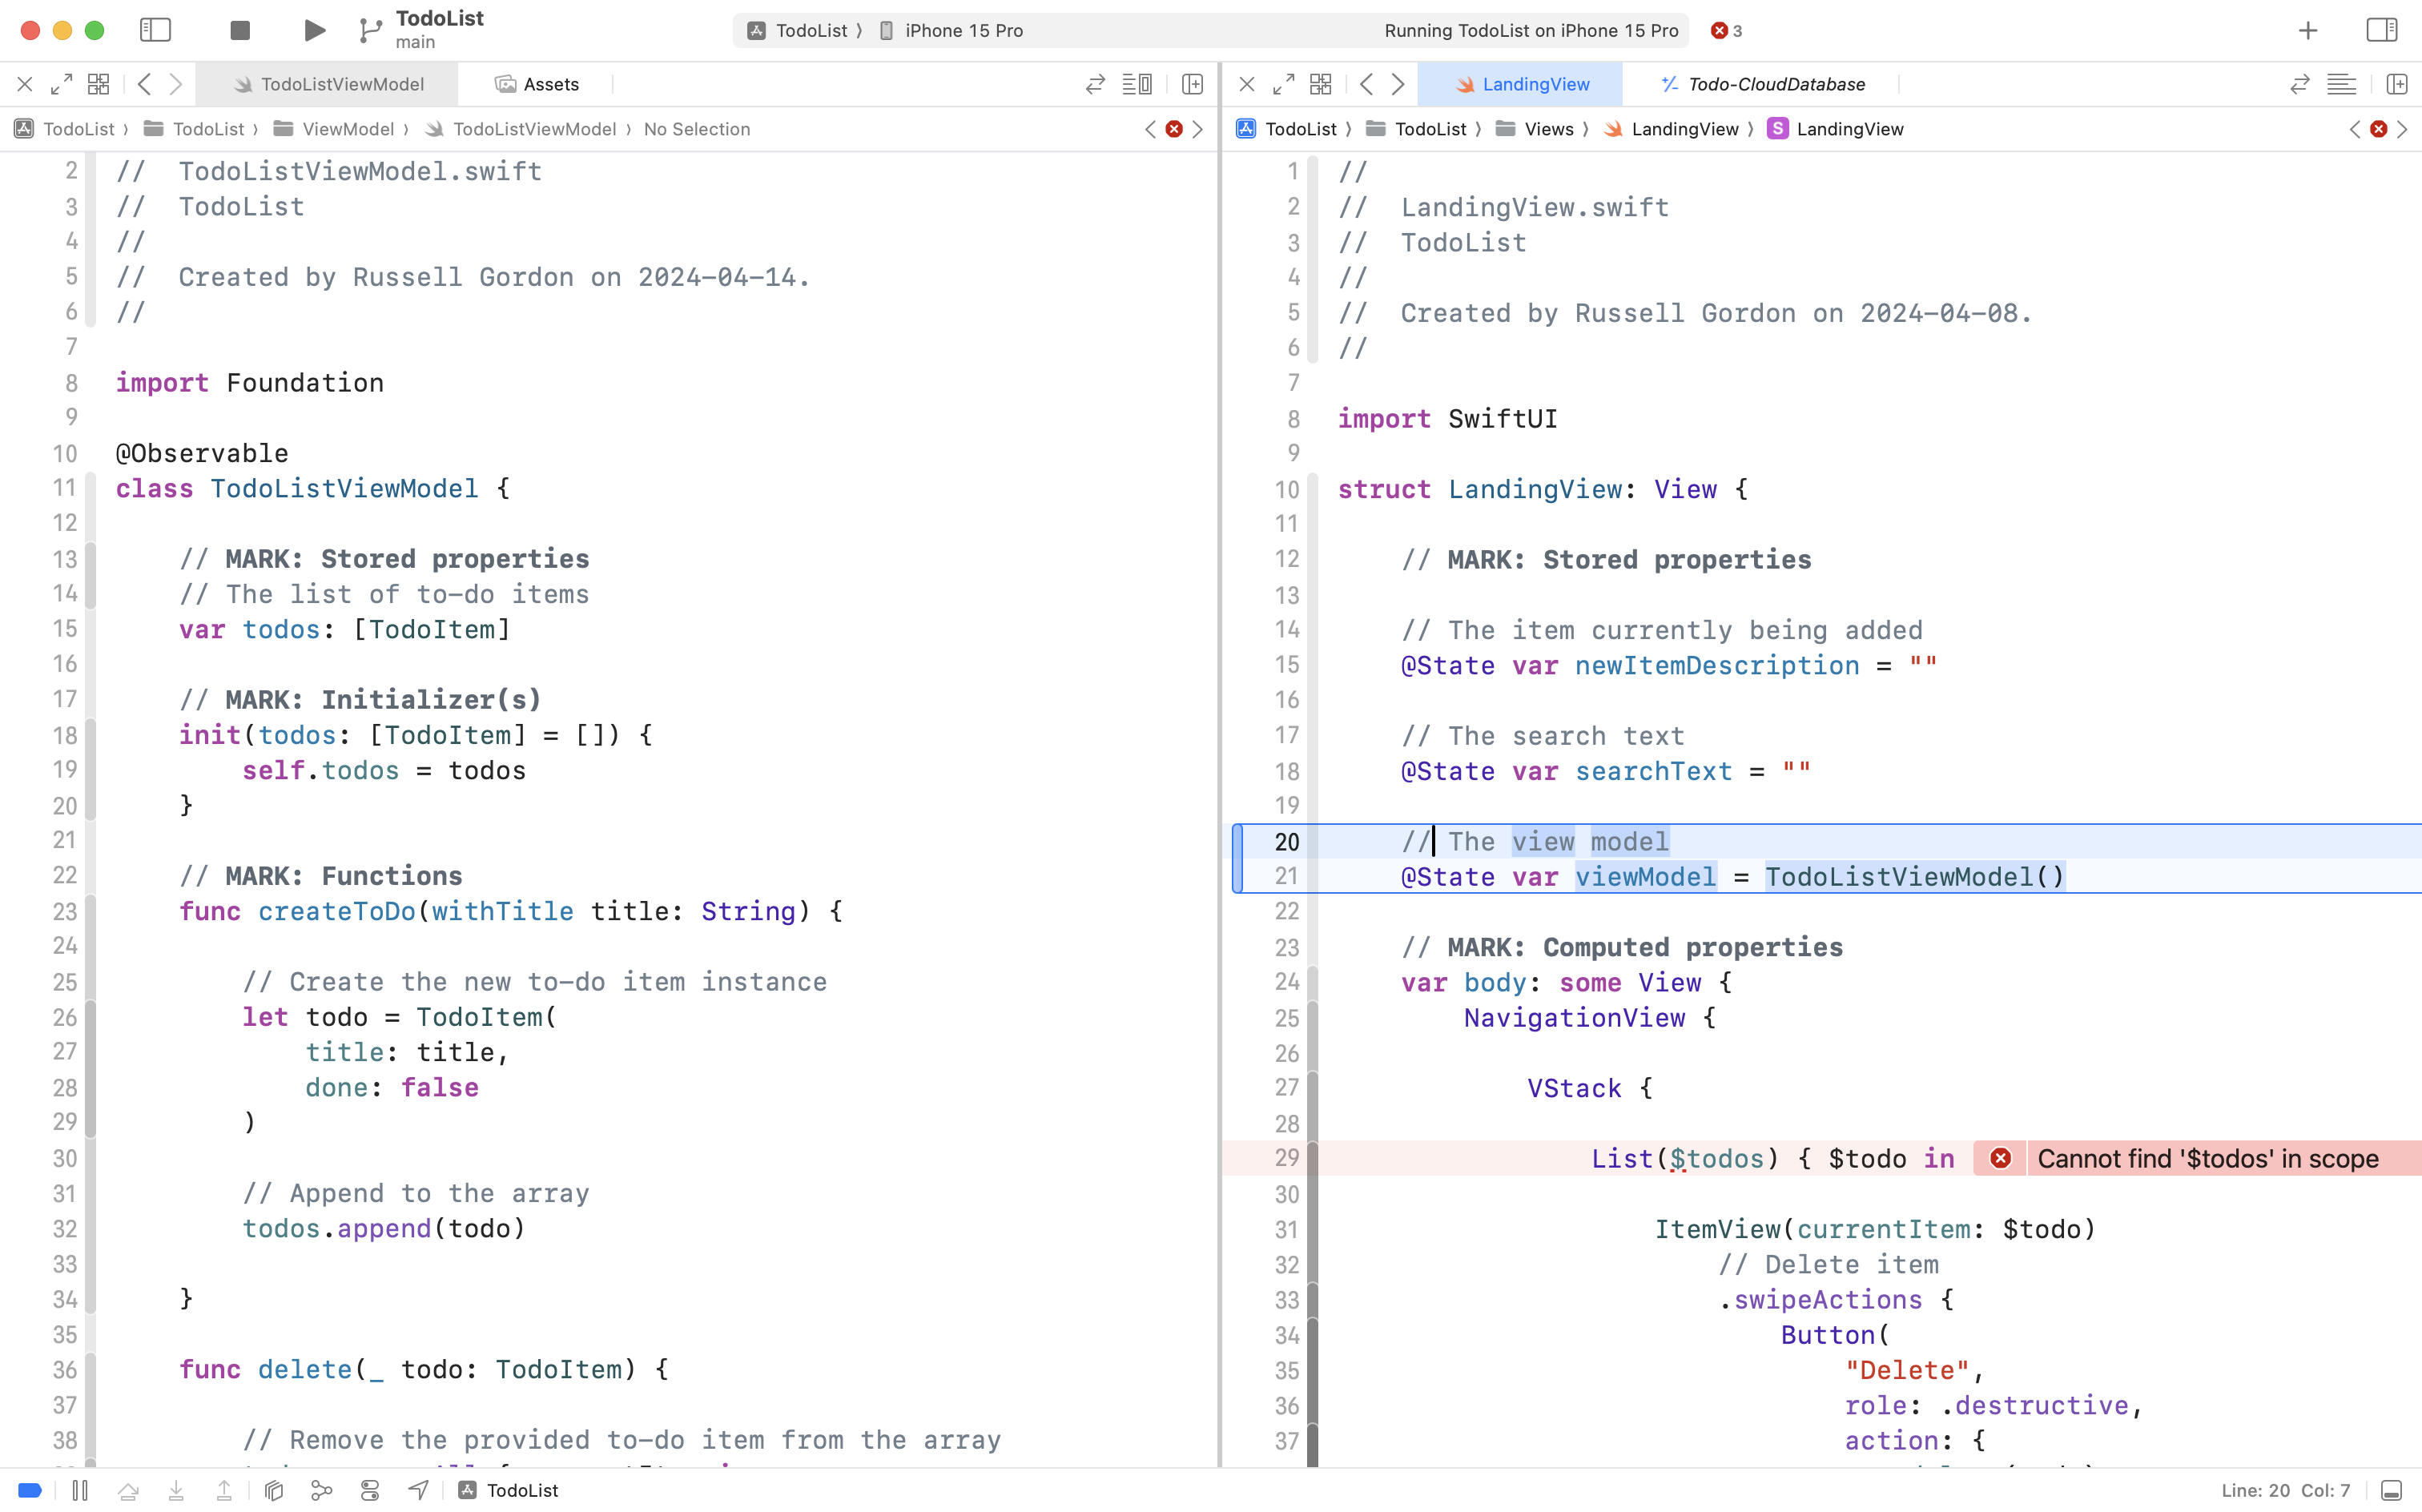 TodoList
main
TodoList ⟩ iPhone 15 Pro
Running TodoList on iPhone 15 Pro
3
TodoListViewModel
Assets
TodoList ⟩ TodoList ⟩ ViewModel ⟩ TodoListViewModel ⟩ No Selection
2 //  TodoListViewModel.swift
3 //  TodoList
4 //
5 //  Created by Russell Gordon on 2024-04-14.
6 //
7
8 import Foundation
9
10 @Observable
11 class TodoListViewModel {
12
13     // MARK: Stored properties
14     // The list of to-do items
15     var todos: [TodoItem]
16
17     // MARK: Initializer(s)
18     init(todos: [TodoItem] = []) {
19         self.todos = todos
20     }
21
22     // MARK: Functions
23     func createToDo(withTitle title: String) {
24
25         // Create the new to-do item instance
26         let todo = TodoItem(
27             title: title,
28             done: false
29         )
30
31         // Append to the array
32         todos.append(todo)
33
34     }
35
36     func delete(_ todo: TodoItem) {
37
38         // Remove the provided to-do item from the array
LandingView
Todo-CloudDatabase
TodoList ⟩ TodoList ⟩ Views ⟩ LandingView ⟩ S LandingView
1 //
2 //  LandingView.swift
3 //  TodoList
4 //
5 //  Created by Russell Gordon on 2024-04-08.
6 //
7
8 import SwiftUI
9
10 struct LandingView: View {
11
12     // MARK: Stored properties
13
14     // The item currently being added
15     @State var newItemDescription = ""
16
17     // The search text
18     @State var searchText = ""
19
20     // The view model
21     @State var viewModel = TodoListViewModel()
22
23     // MARK: Computed properties
24     var body: some View {
25         NavigationView {
26
27             VStack {
28
29                 List($todos) { $todo in Cannot find '$todos' in scope
30
31                     ItemView(currentItem: $todo)
32                         // Delete item
33                         .swipeActions {
34                             Button(
35                                 "Delete",
36                                 role: .destructive,
37                                 action: {
TodoList
Line: 20 Col: 7